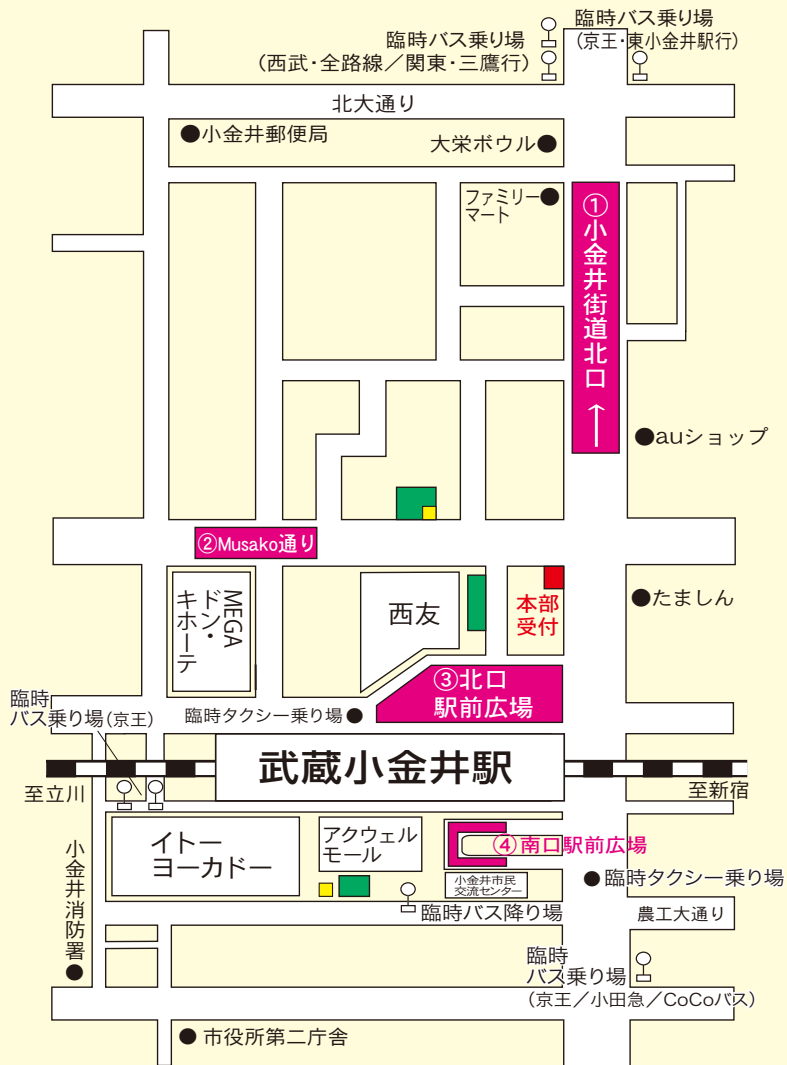 臨時バス乗り場
(西武・全路線／関東・三鷹行)
臨時バス乗り場
(京王・東小金井駅行)
北大通り
●小金井郵便局
大栄ボウル●
ファミリー●
マート
①小金井街道北口
↑
●auショップ
②Musako通り
MEGA
ドン・
キホーテ
西友
本部
受付
●たましん
③北口
駅前広場
臨時
バス乗り場(京王)
臨時タクシー乗り場●
武蔵小金井駅
至立川
至新宿
小金井消防署●
イトー
ヨーカドー
アクウェル
モール
④南口駅前広場
小金井市民
交流センター
●臨時タクシー乗り場
臨時バス降り場
農工大通り
臨時
バス乗り場
(京王／小田急／CoCoバス)
●市役所第二庁舎